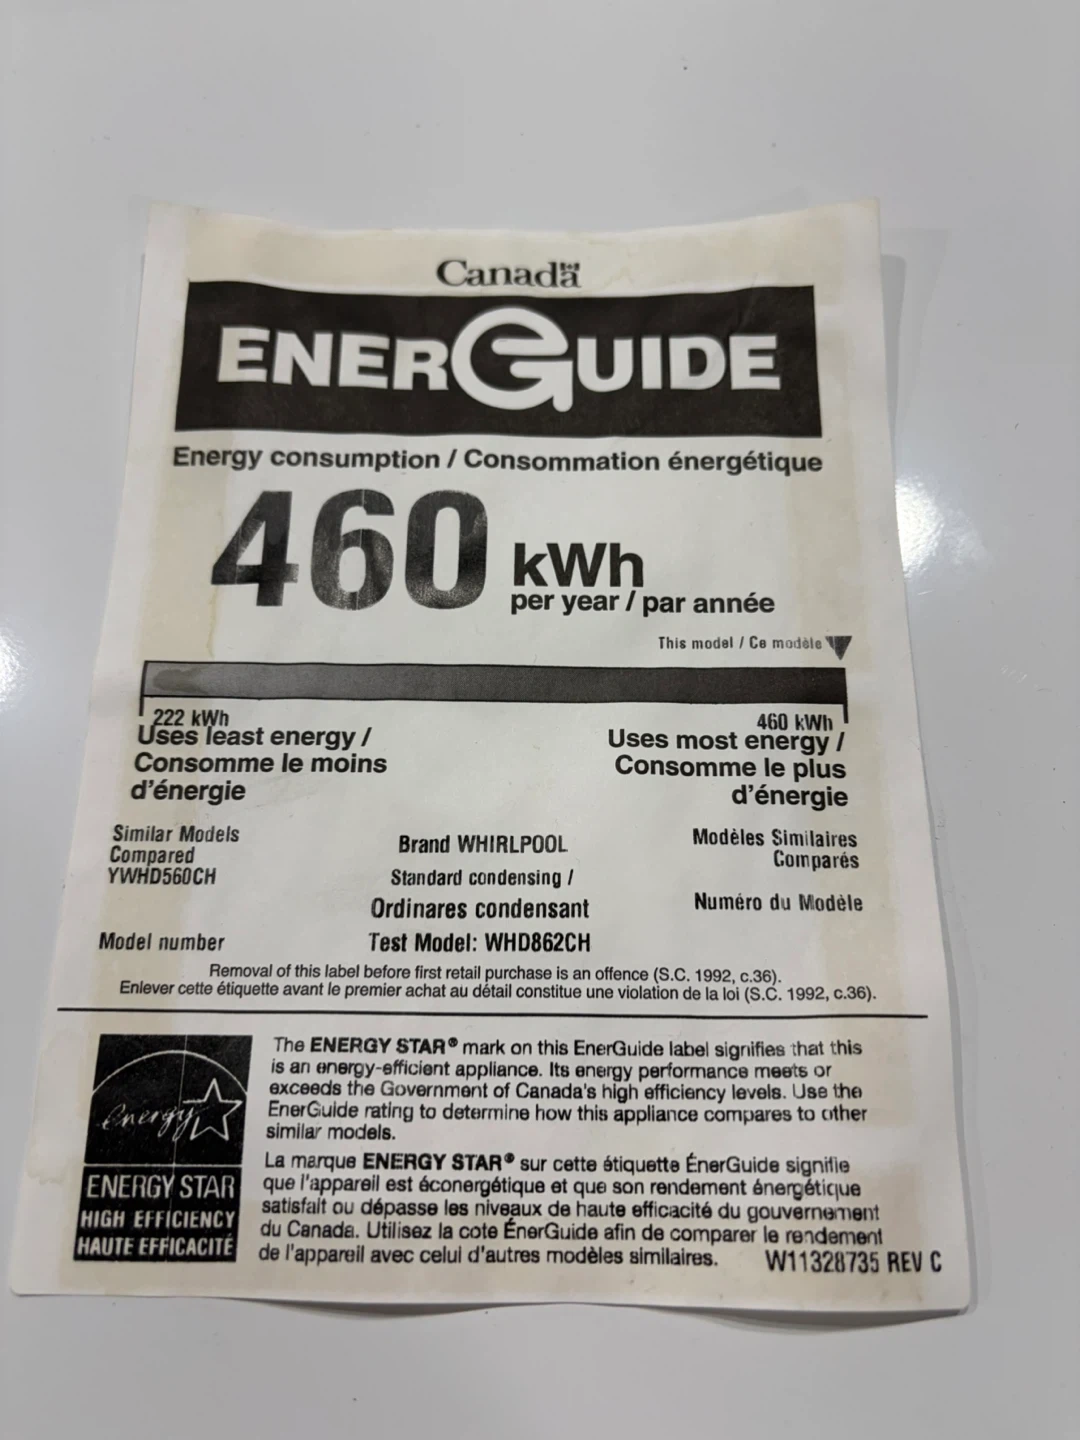 Canada
ENERGUIDE
Energy consumption / Consommation énergétique
460 kWh
per year / par année
This model / Ce modèle
222 kWh
460 kWh
Uses least energy /
Consomme le moins
d'énergie
Uses most energy /
Consomme le plus
d'énergie
Similar Models
Compared
YWHD560CH
Brand WHIRLPOOL
Standard condensing /
Ordinares condensant
Modèles Similaires
Comparés
Numéro du Modèle
Model number
Test Model: WHD862CH
Removal of this label before first retail purchase is an offence (S.C. 1992, c.36).
Enlever cette étiquette avant le premier achat au détail constitue une violation de la loi (S.C. 1992, c.36).
energy
ENERGY STAR
HIGH EFFICIENCY
HAUTE EFFICACITÉ
The ENERGY STAR® mark on this EnerGuide label signifies that this
is an energy-efficient appliance. Its energy performance meets or
exceeds the Government of Canada's high efficiency levels. Use the
EnerGuide rating to determine how this appliance compares to other
similar models.
La marque ENERGY STAR® sur cette étiquette ÉnerGuide signifie
que l'appareil est éconergétique et que son rendement énergétique
satisfait ou dépasse les niveaux de haute efficacité du gouvernement
du Canada. Utilisez la cote ÉnerGuide afin de comparer le rendement
de l'appareil avec celui d'autres modèles similaires.
W11328735 REV C